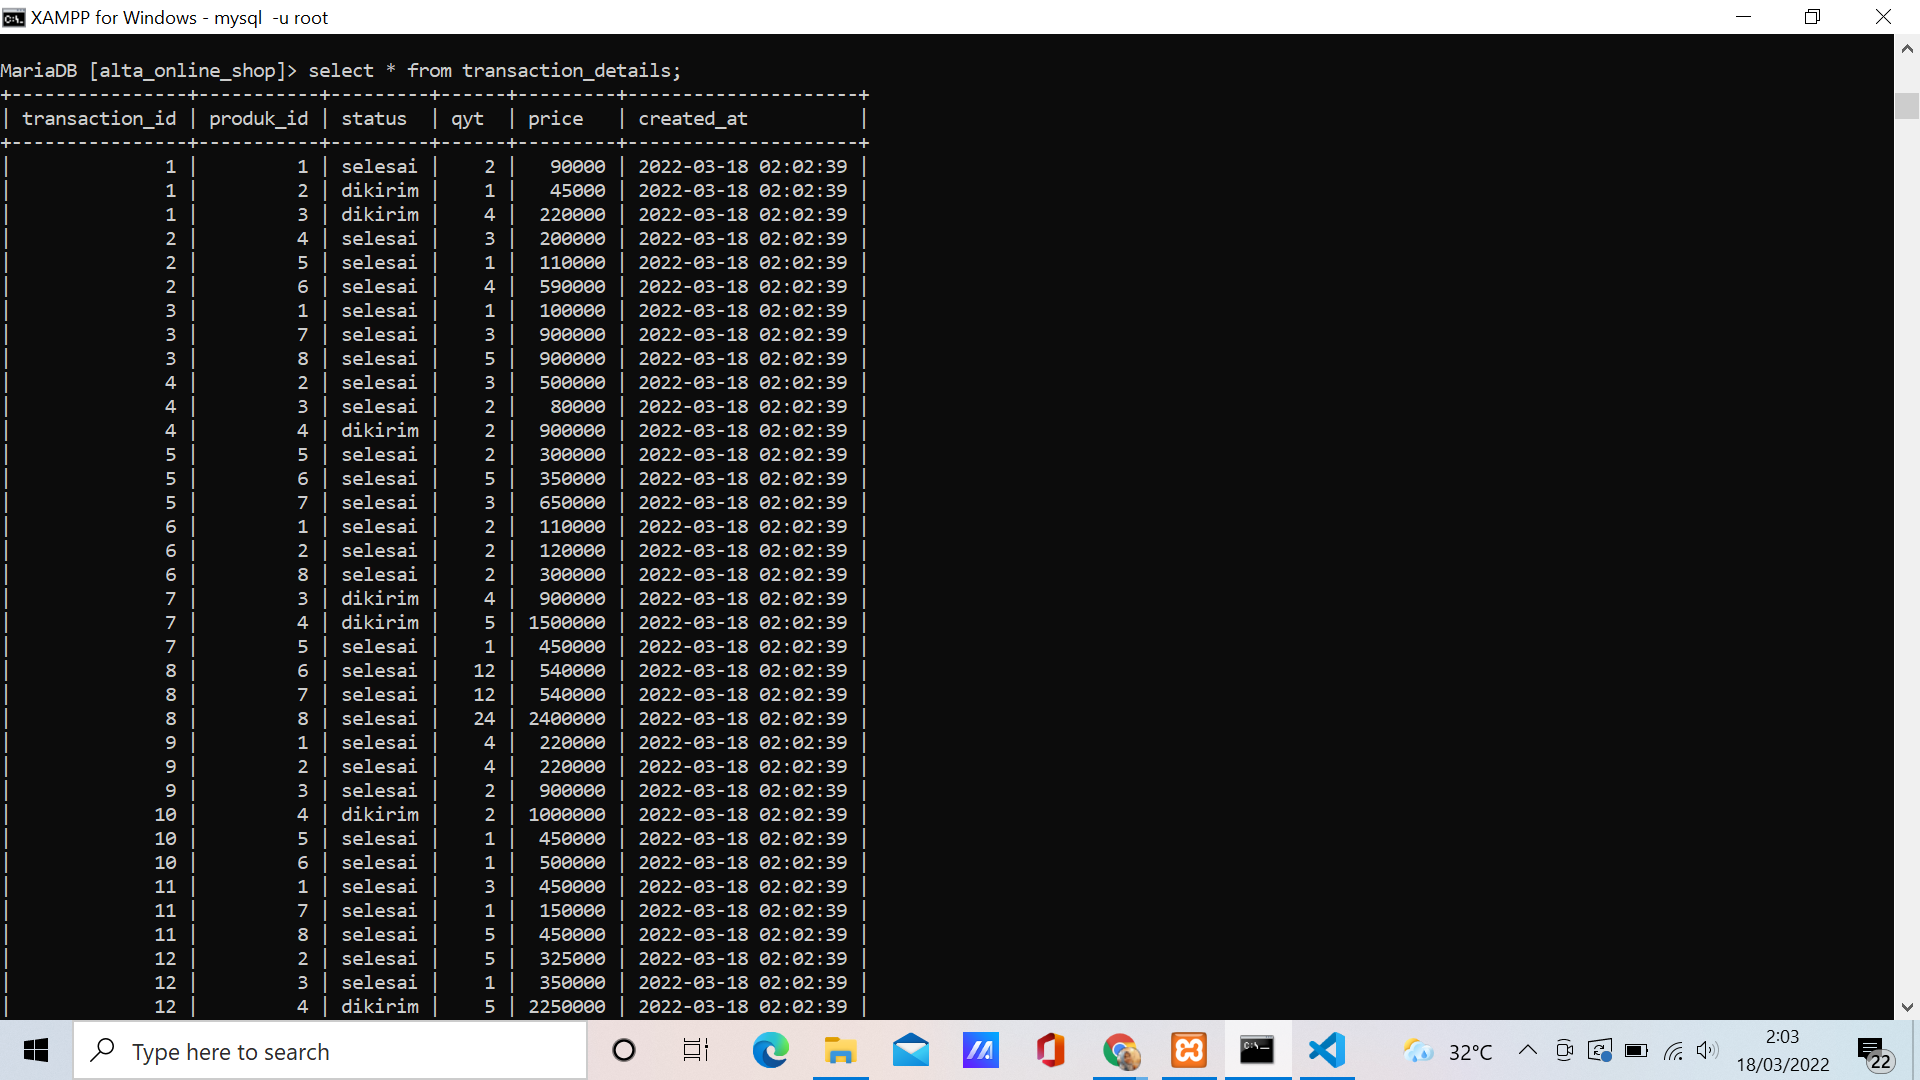 XAMPP for Windows - mysql  -u root
MariaDB [alta_online_shop]> select * from transaction_details;
+----------------+-----------+---------+------+---------+---------------------+
| transaction_id | produk_id | status  | qyt  | price   | created_at          |
+----------------+-----------+---------+------+---------+---------------------+
|              1 |         1 | selesai |    2 |   90000 | 2022-03-18 02:02:39 |
|              1 |         2 | dikirim |    1 |   45000 | 2022-03-18 02:02:39 |
|              1 |         3 | dikirim |    4 |  220000 | 2022-03-18 02:02:39 |
|              2 |         4 | selesai |    3 |  200000 | 2022-03-18 02:02:39 |
|              2 |         5 | selesai |    1 |  110000 | 2022-03-18 02:02:39 |
|              2 |         6 | selesai |    4 |  590000 | 2022-03-18 02:02:39 |
|              3 |         1 | selesai |    1 |  100000 | 2022-03-18 02:02:39 |
|              3 |         7 | selesai |    3 |  900000 | 2022-03-18 02:02:39 |
|              3 |         8 | selesai |    5 |  900000 | 2022-03-18 02:02:39 |
|              4 |         2 | selesai |    3 |  500000 | 2022-03-18 02:02:39 |
|              4 |         3 | selesai |    2 |   80000 | 2022-03-18 02:02:39 |
|              4 |         4 | dikirim |    2 |  900000 | 2022-03-18 02:02:39 |
|              5 |         5 | selesai |    2 |  300000 | 2022-03-18 02:02:39 |
|              5 |         6 | selesai |    5 |  350000 | 2022-03-18 02:02:39 |
|              5 |         7 | selesai |    3 |  650000 | 2022-03-18 02:02:39 |
|              6 |         1 | selesai |    2 |  110000 | 2022-03-18 02:02:39 |
|              6 |         2 | selesai |    2 |  120000 | 2022-03-18 02:02:39 |
|              6 |         8 | selesai |    2 |  300000 | 2022-03-18 02:02:39 |
|              7 |         3 | dikirim |    4 |  900000 | 2022-03-18 02:02:39 |
|              7 |         4 | dikirim |    5 | 1500000 | 2022-03-18 02:02:39 |
|              7 |         5 | selesai |    1 |  450000 | 2022-03-18 02:02:39 |
|              8 |         6 | selesai |   12 |  540000 | 2022-03-18 02:02:39 |
|              8 |         7 | selesai |   12 |  540000 | 2022-03-18 02:02:39 |
|              8 |         8 | selesai |   24 | 2400000 | 2022-03-18 02:02:39 |
|              9 |         1 | selesai |    4 |  220000 | 2022-03-18 02:02:39 |
|              9 |         2 | selesai |    4 |  220000 | 2022-03-18 02:02:39 |
|              9 |         3 | selesai |    2 |  900000 | 2022-03-18 02:02:39 |
|             10 |         4 | dikirim |    2 | 1000000 | 2022-03-18 02:02:39 |
|             10 |         5 | selesai |    1 |  450000 | 2022-03-18 02:02:39 |
|             10 |         6 | selesai |    1 |  500000 | 2022-03-18 02:02:39 |
|             11 |         1 | selesai |    3 |  450000 | 2022-03-18 02:02:39 |
|             11 |         7 | selesai |    1 |  150000 | 2022-03-18 02:02:39 |
|             11 |         8 | selesai |    5 |  450000 | 2022-03-18 02:02:39 |
|             12 |         2 | selesai |    5 |  325000 | 2022-03-18 02:02:39 |
|             12 |         3 | selesai |    1 |  350000 | 2022-03-18 02:02:39 |
|             12 |         4 | dikirim |    5 | 2250000 | 2022-03-18 02:02:39 |
Type here to search
32°C
2:03
18/03/2022
22